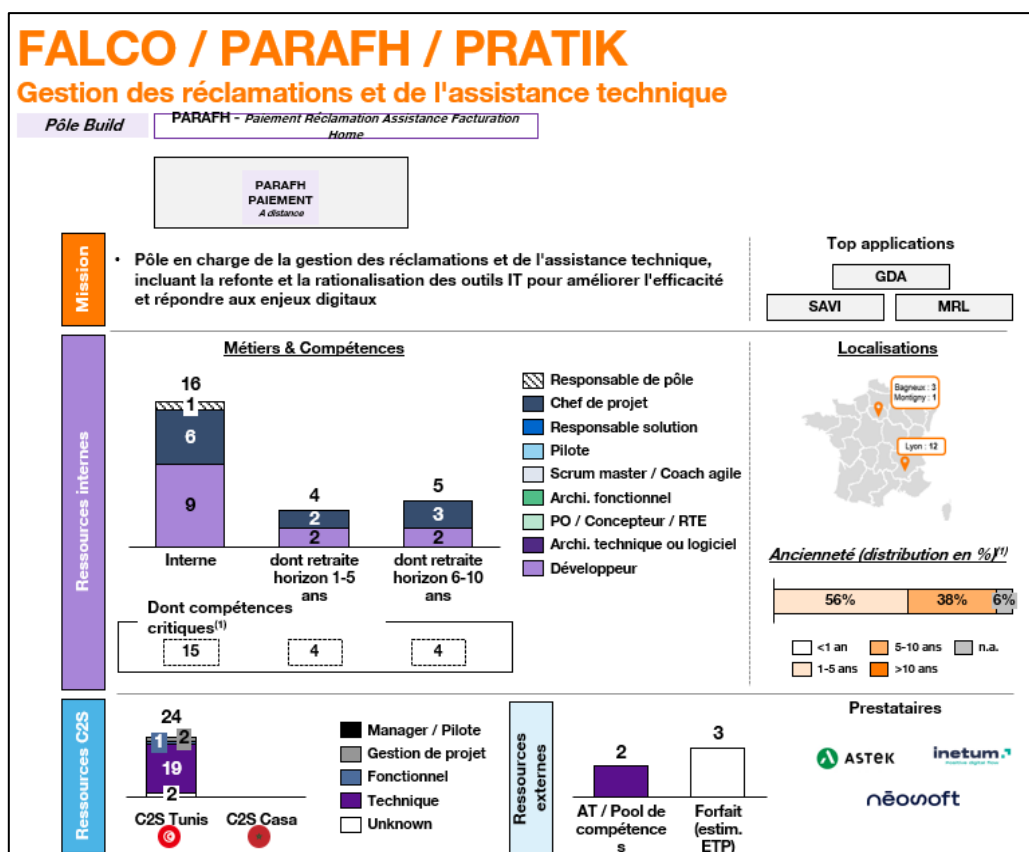 FALCO / PARAFH / PRATIK
Gestion des réclamations et de l'assistance technique
Pôle Build
PARAFH - Paiement Réclamation Assistance Facturation
Home
PARAFH
PAIEMENT
A distance
Mission
• Pôle en charge de la gestion des réclamations et de l'assistance technique,
incluant la refonte et la rationalisation des outils IT pour améliorer l'efficacité
et répondre aux enjeux digitaux
Top applications
GDA
SAVI
MRL
Ressources internes
Métiers & Compétences
16
1
6
9
4
2
2
5
3
2
Interne
dont retraite
horizon 1-5
ans
dont retraite
horizon 6-10
ans
Responsable de pôle
Chef de projet
Responsable solution
Pilote
Scrum master / Coach agile
Archi. fonctionnel
PO / Concepteur / RTE
Archi. technique ou logiciel
Développeur
Dont compétences
critiques(1)
15
4
4
Localisations
Bagneux : 3
Montigny : 1
Lyon : 12
Ancienneté (distribution en %)(1)
56%
38%
6%
<1 an
5-10 ans
n.a.
1-5 ans
>10 ans
Ressources C2S
24
1
2
19
2
C2S Tunis
C2S Casa
Manager / Pilote
Gestion de projet
Fonctionnel
Technique
Unknown
Ressources
externes
2
3
AT / Pool de
compétence
s
Forfait
(estim.
ETP)
Prestataires
ASTEK
inetum.
néosoft